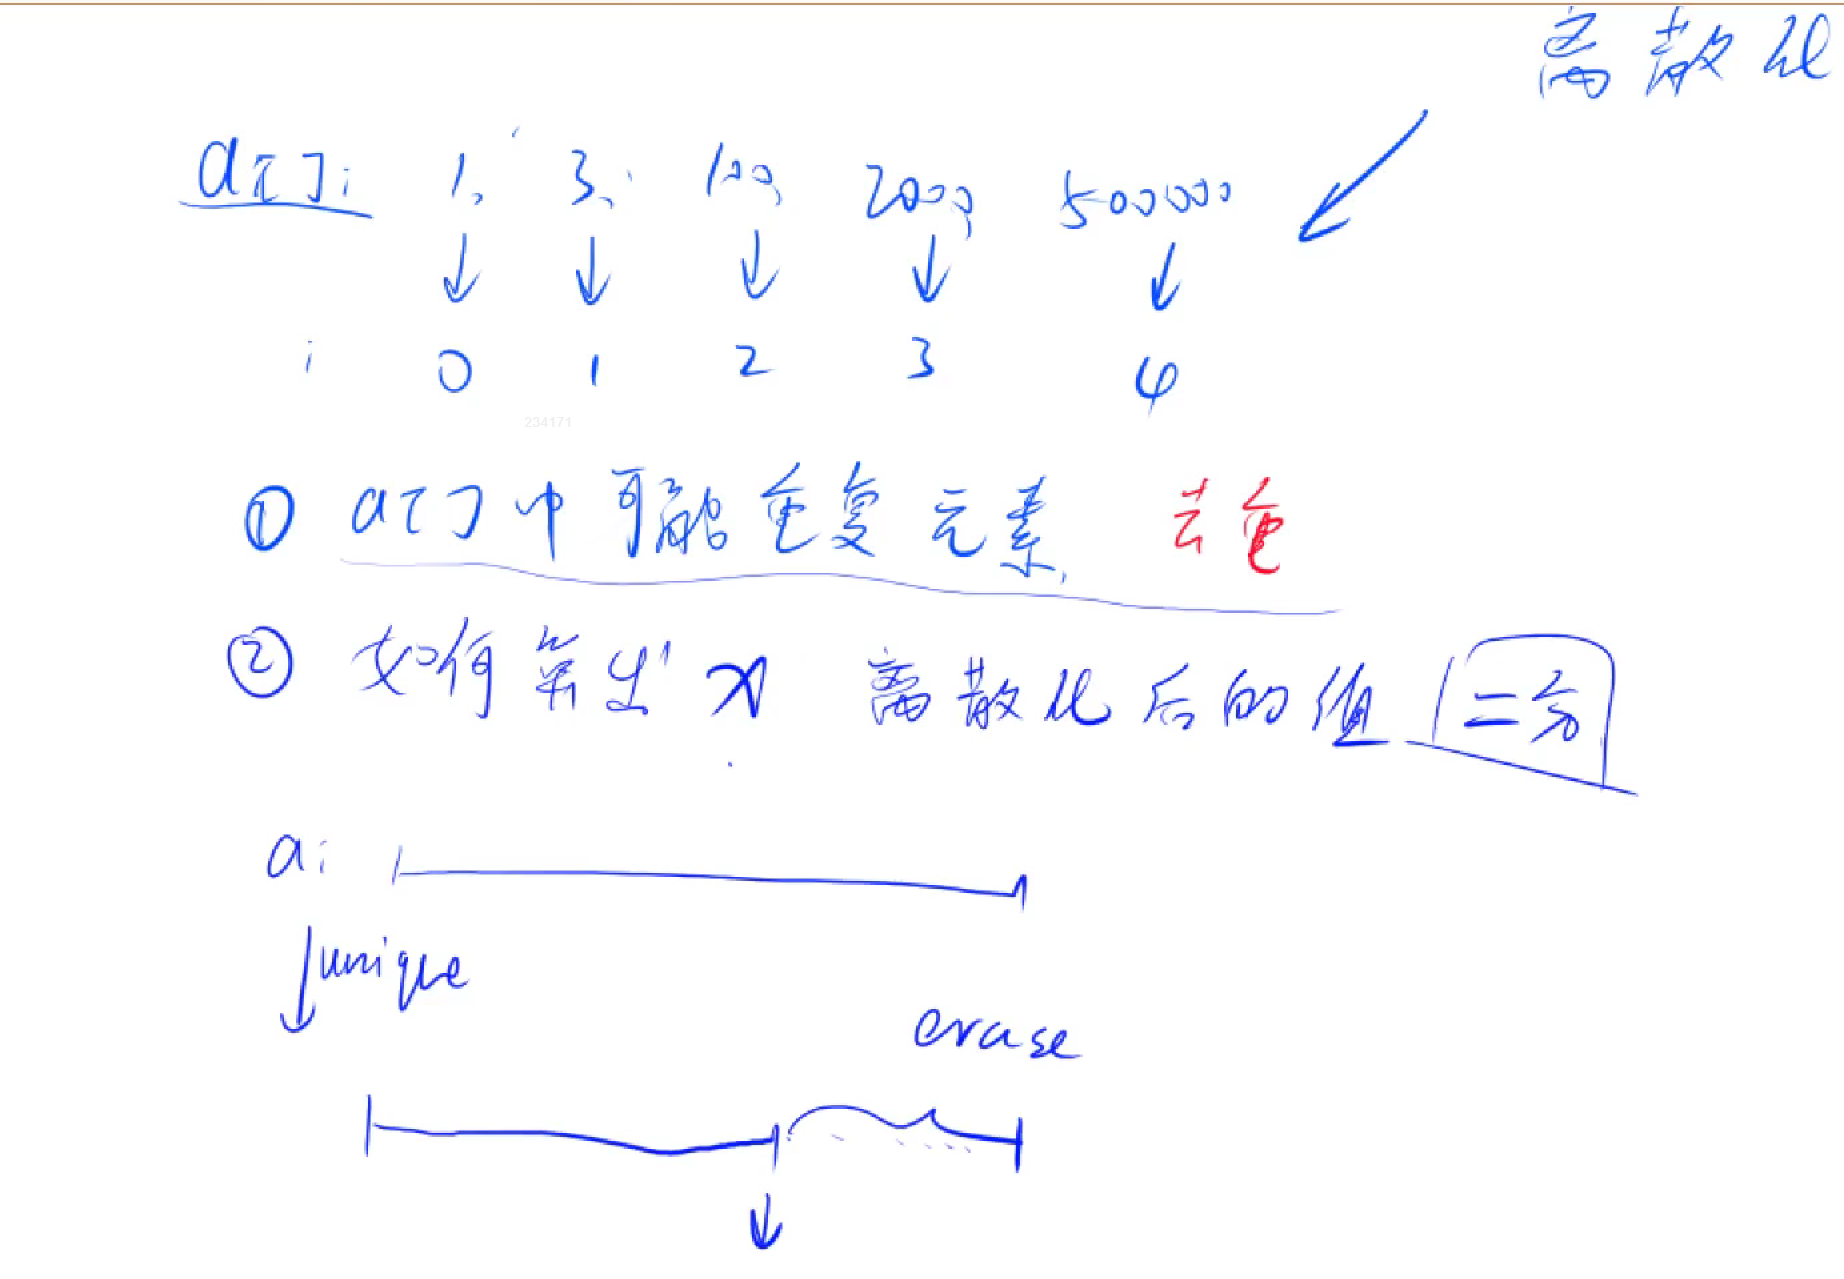 离散化
a[]: 1, 3, 100, 2000, 500000
i 0 1 2 3 4
234171
① a[]中可能重复元素, 去重
② 如何算出x 离散化后的值 二分
a:
unique
erase